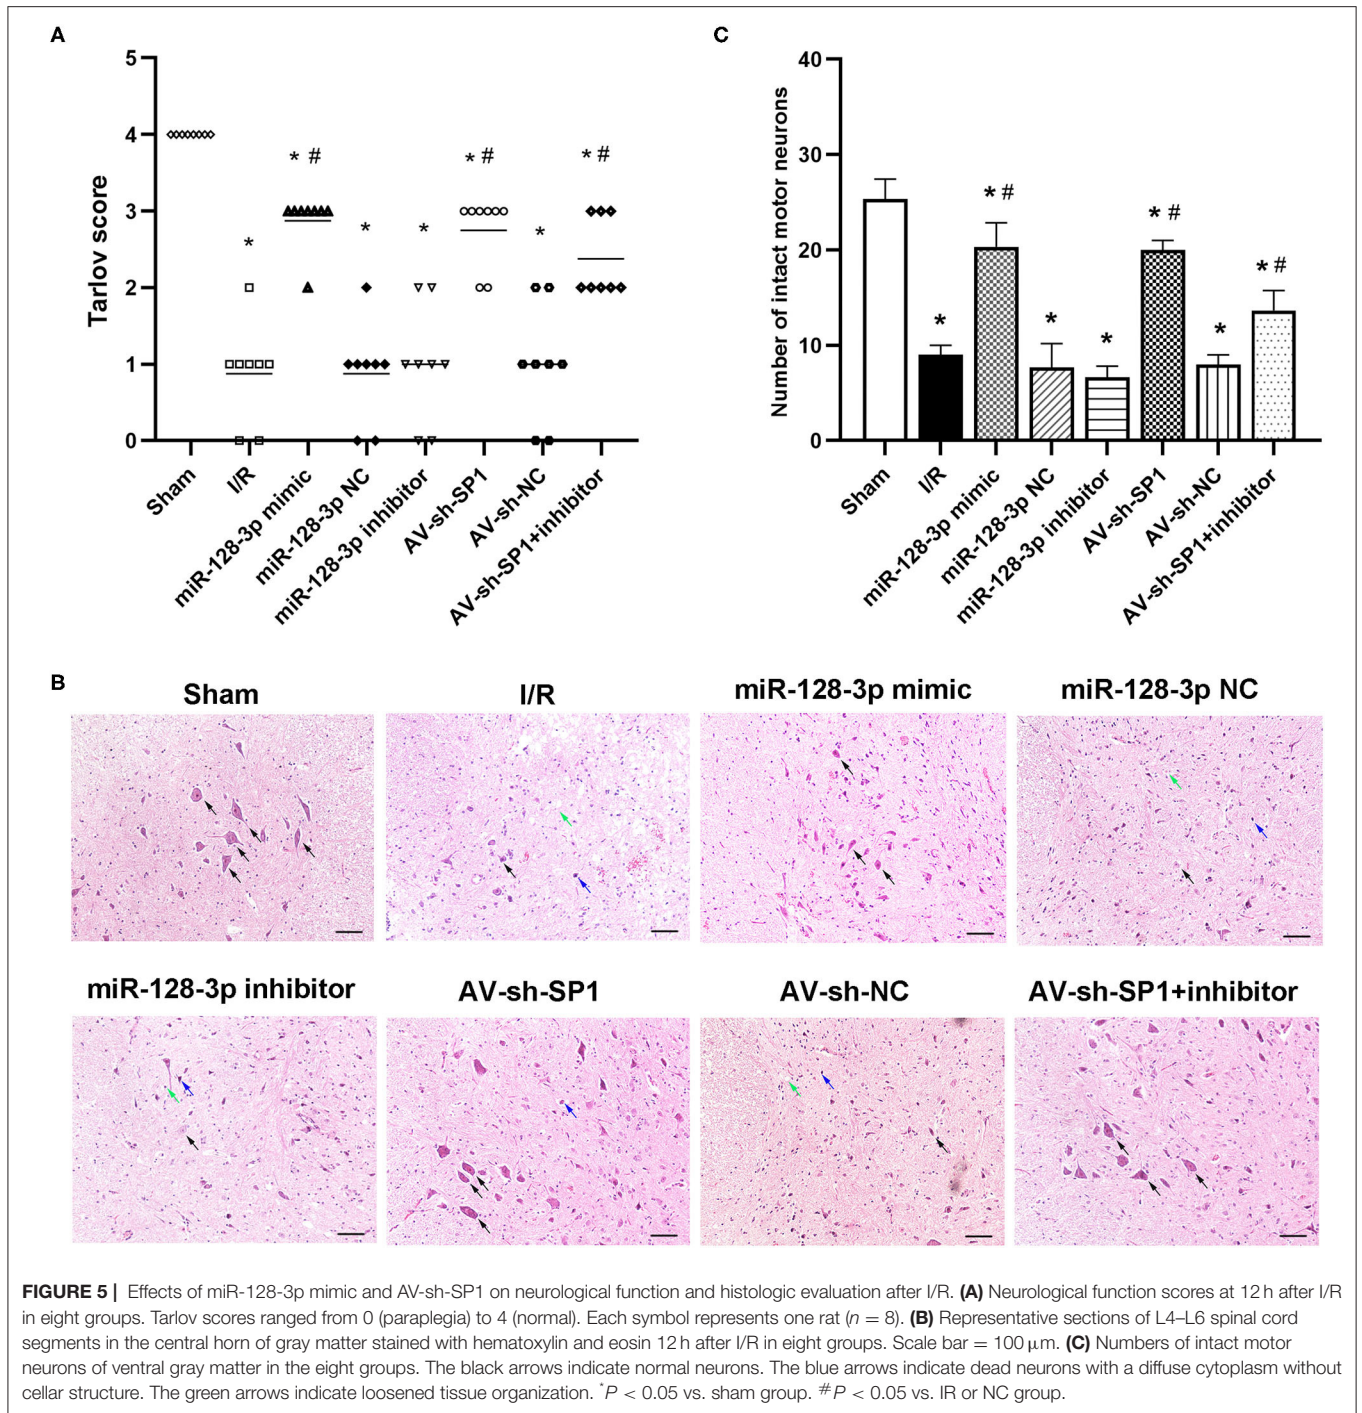 A
Tarlov score
5
4
3
2
1
0
* 
* #
*
*
* #
*
* #
Sham
I/R
miR-128-3p mimic
miR-128-3p NC
miR-128-3p inhibitor
AV-sh-SP1
AV-sh-NC
AV-sh-SP1+inhibitor
C
Number of intact motor neurons
40
30
20
10
0
*
* #
*
*
* #
*
* #
Sham
I/R
miR-128-3p mimic
miR-128-3p NC
miR-128-3p inhibitor
AV-sh-SP1
AV-sh-NC
AV-sh-SP1+inhibitor
B
Sham
I/R
miR-128-3p mimic
miR-128-3p NC
miR-128-3p inhibitor
AV-sh-SP1
AV-sh-NC
AV-sh-SP1+inhibitor
FIGURE 5 | Effects of miR-128-3p mimic and AV-sh-SP1 on neurological function and histologic evaluation after I/R. (A) Neurological function scores at 12 h after I/R
in eight groups. Tarlov scores ranged from 0 (paraplegia) to 4 (normal). Each symbol represents one rat (n = 8). (B) Representative sections of L4–L6 spinal cord
segments in the central horn of gray matter stained with hematoxylin and eosin 12 h after I/R in eight groups. Scale bar = 100 μm. (C) Numbers of intact motor
neurons of ventral gray matter in the eight groups. The black arrows indicate normal neurons. The blue arrows indicate dead neurons with a diffuse cytoplasm without
cellar structure. The green arrows indicate loosened tissue organization. *P < 0.05 vs. sham group. #P < 0.05 vs. IR or NC group.